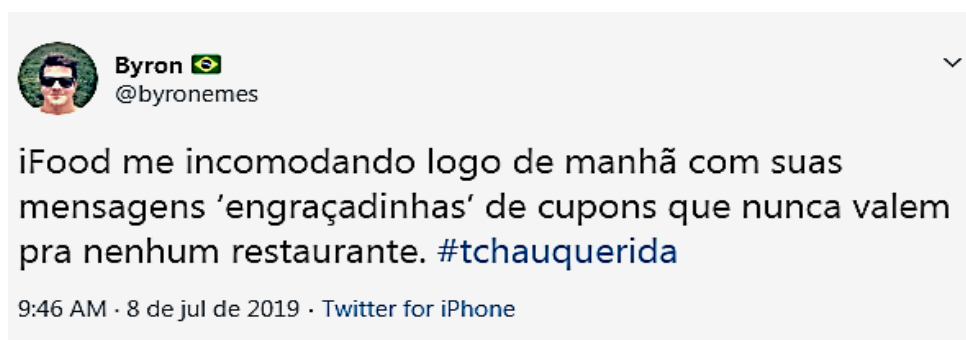 Byron 🇧🇷
@byronemes
iFood me incomodando logo de manhã com suas
mensagens ‘engraçadinhas’ de cupons que nunca valem
pra nenhum restaurante. #tchauquerida
9:46 AM · 8 de jul de 2019 · Twitter for iPhone